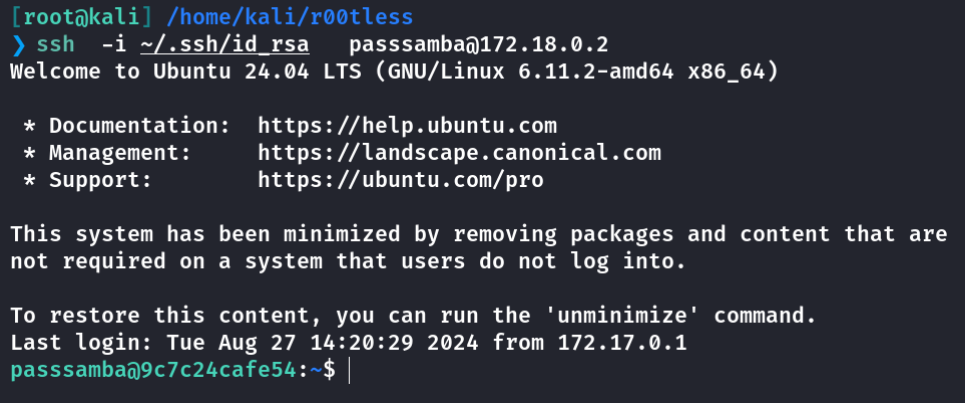 [root@kali] /home/kali/r00tless
❯ ssh  -i ~/.ssh/id_rsa   passsamba@172.18.0.2
Welcome to Ubuntu 24.04 LTS (GNU/Linux 6.11.2-amd64 x86_64)
* Documentation:  https://help.ubuntu.com
* Management:     https://landscape.canonical.com
* Support:        https://ubuntu.com/pro
This system has been minimized by removing packages and content that are
not required on a system that users do not log into.
To restore this content, you can run the 'unminimize' command.
Last login: Tue Aug 27 14:20:29 2024 from 172.17.0.1
passsamba@9c7c24cafe54:~$